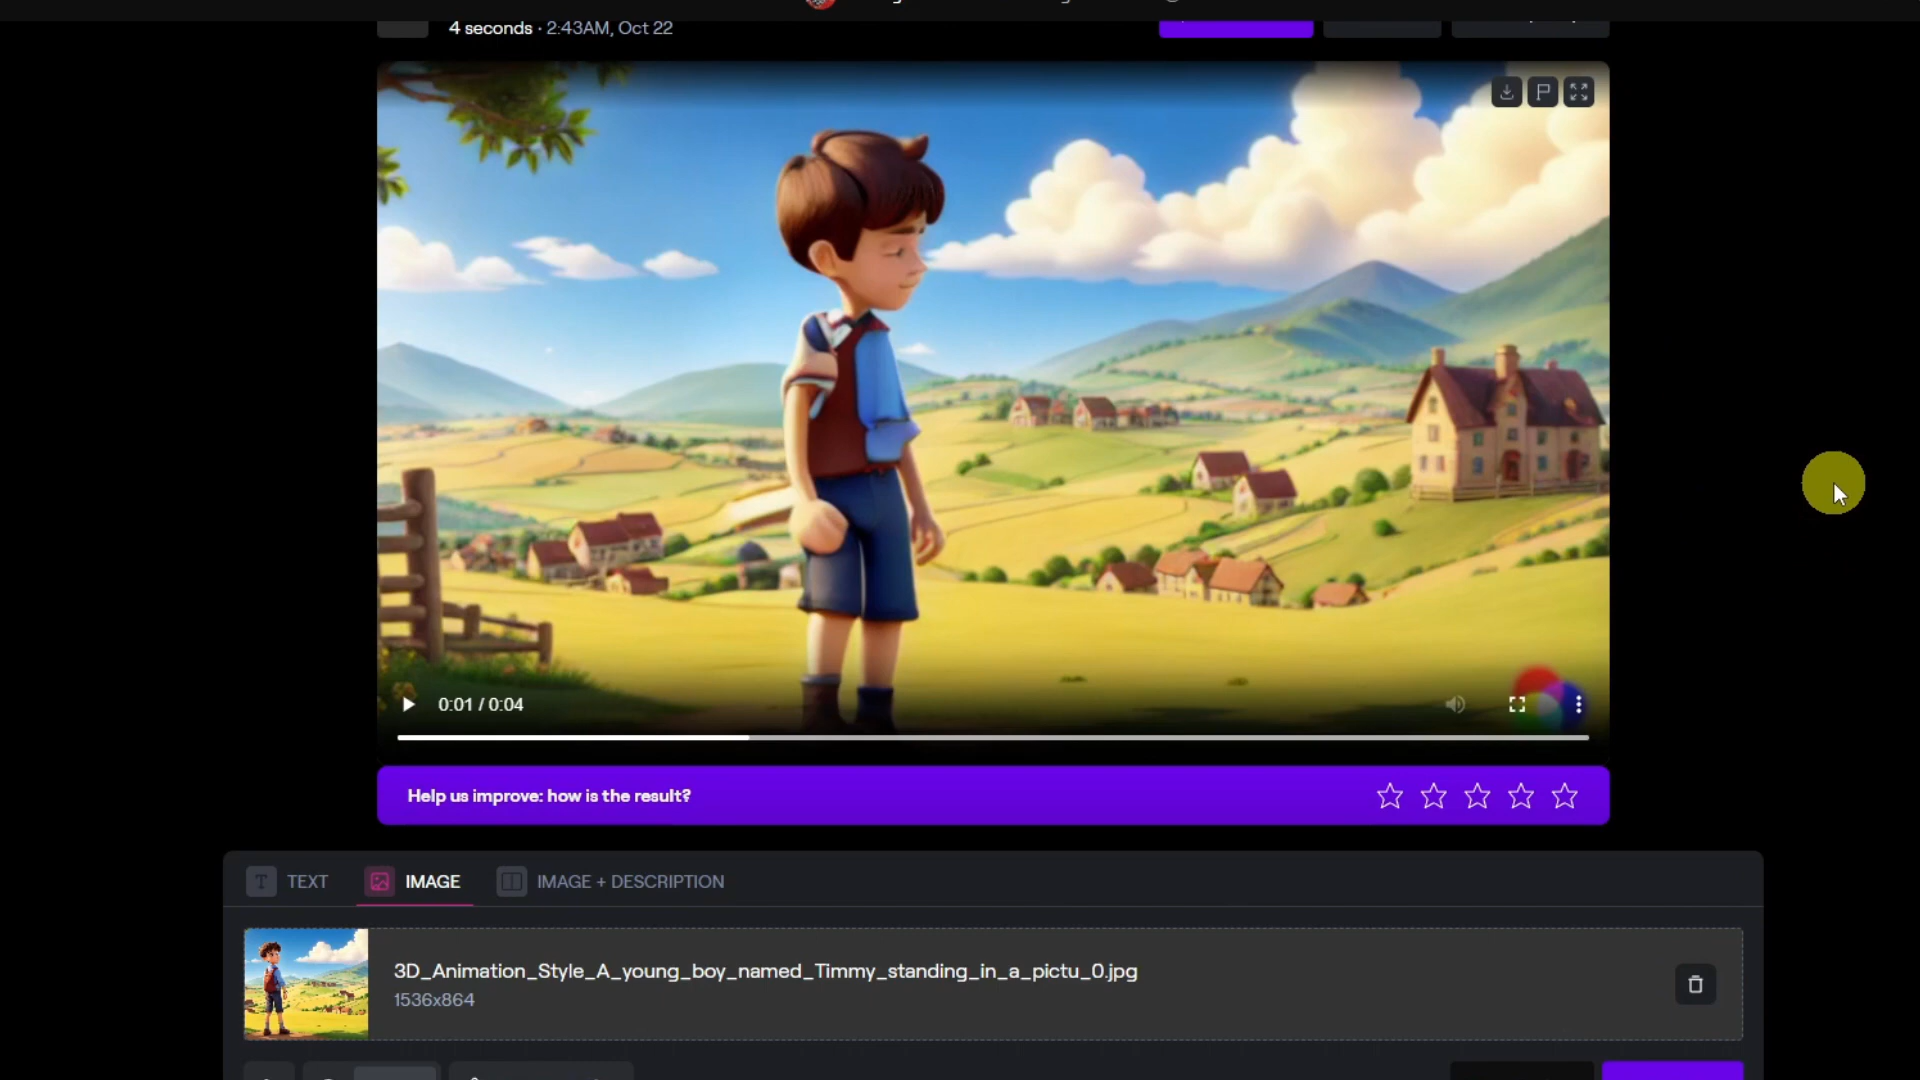 4 seconds · 2:43AM, Oct 22
0:01 / 0:04
Help us improve: how is the result?
T TEXT IMAGE IMAGE + DESCRIPTION
3D_Animation_Style_A_young_boy_named_Timmy_standing_in_a_pictu_0.jpg
1536x864